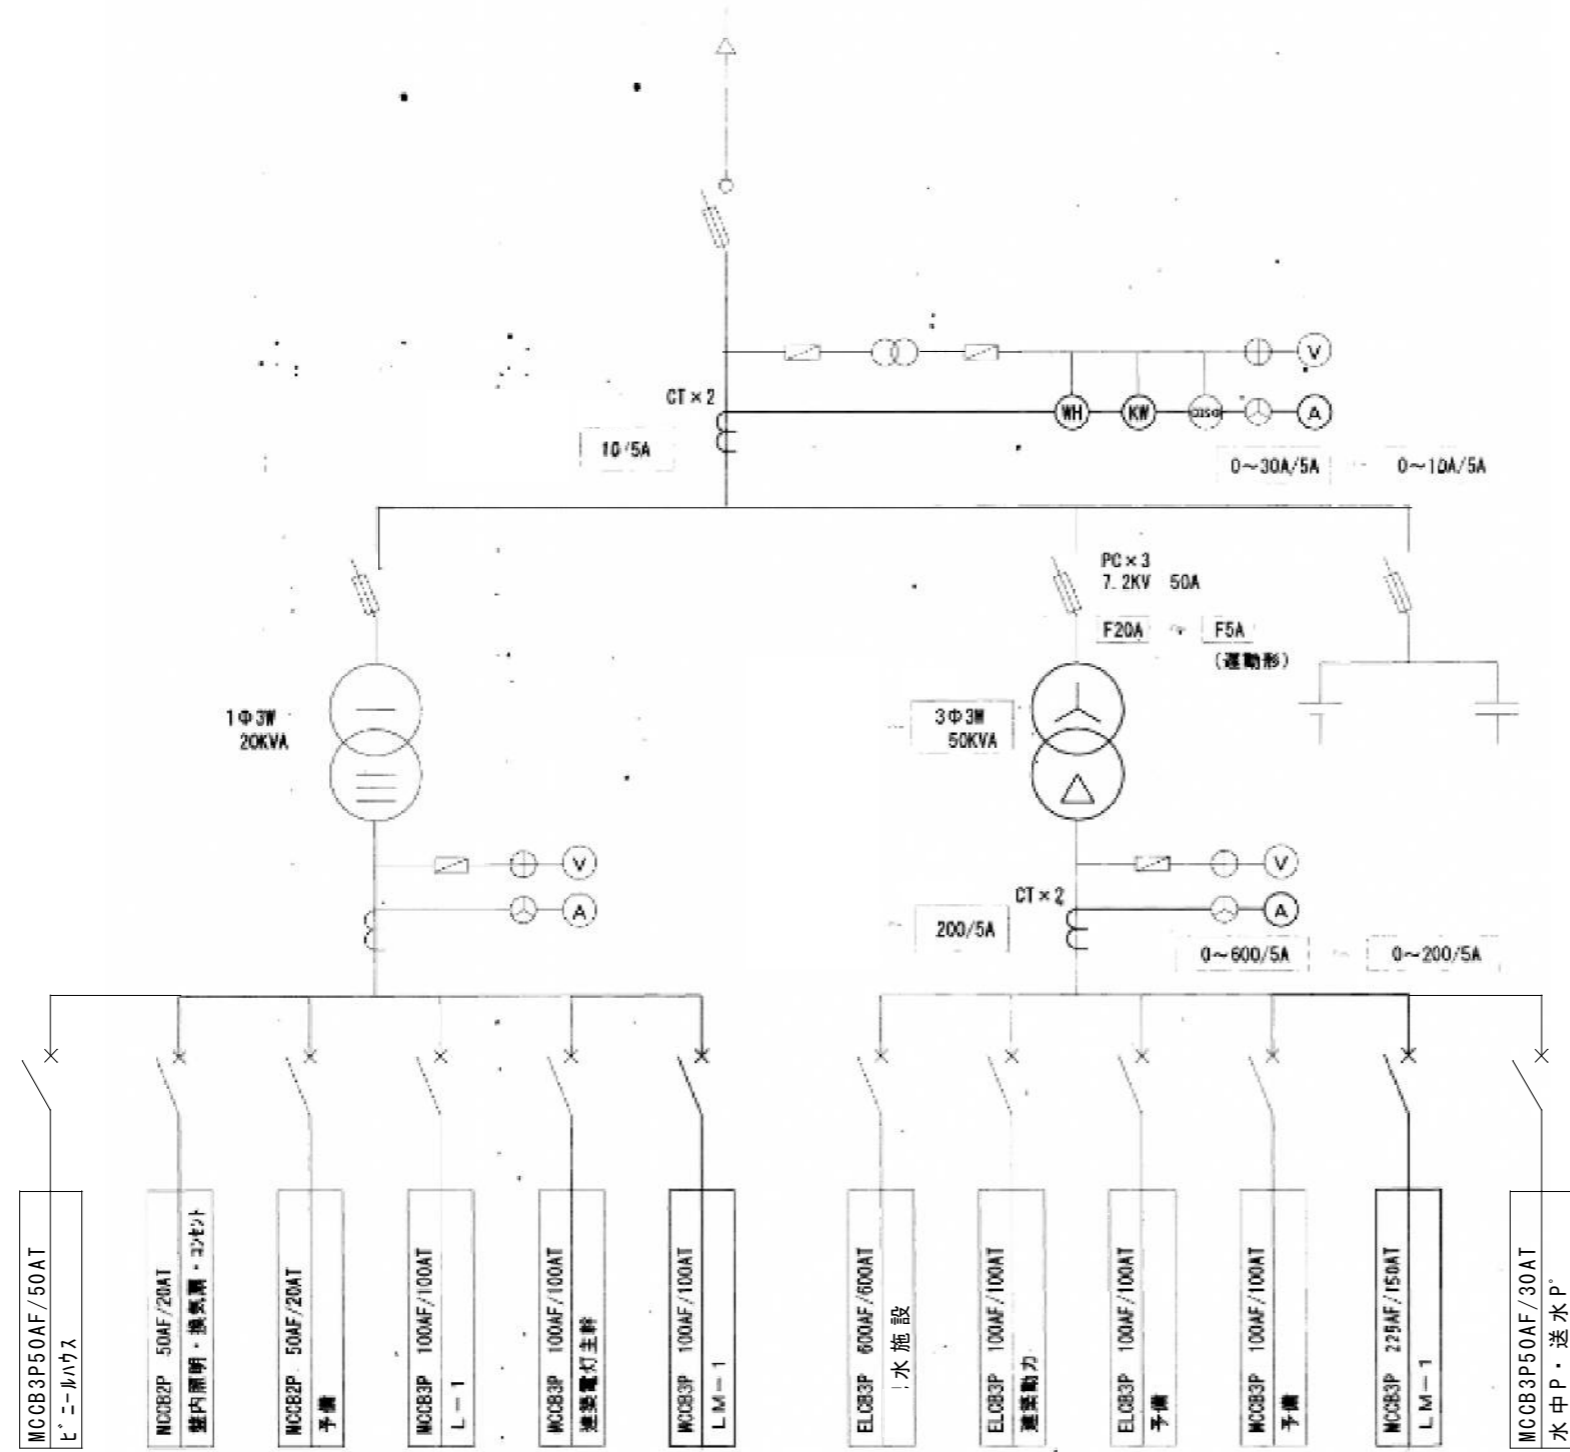 CT×2
10/5A
WH
KW
COSΦ
V
A
0～30A/5A
0～10A/5A
PC×3
7.2KV 50A
F20A
F5A
(運動形)
1Φ3W
20KVA
3Φ3W
50KVA
V
A
V
CT×2
200/5A
A
0～600/5A
0～200/5A
MCCB3P50AF/50AT
ビニールハウス
MCCB2P 50AF/20AT
盤内照明・換気扇・コンセント
MCCB2P 50AF/20AT
予備
MCCB3P 100AF/100AT
L－1
MCCB3P 100AF/100AT
建築電灯主幹
MCCB3P 100AF/100AT
LM－1
ELCB3P 600AF/600AT
水施設
ELCB3P 100AF/100AT
建築動力
ELCB3P 100AF/100AT
予備
MCCB3P 100AF/100AT
予備
MCCB3P 225AF/150AT
LM－1
MCCB3P50AF/30AT
水中P・送水P